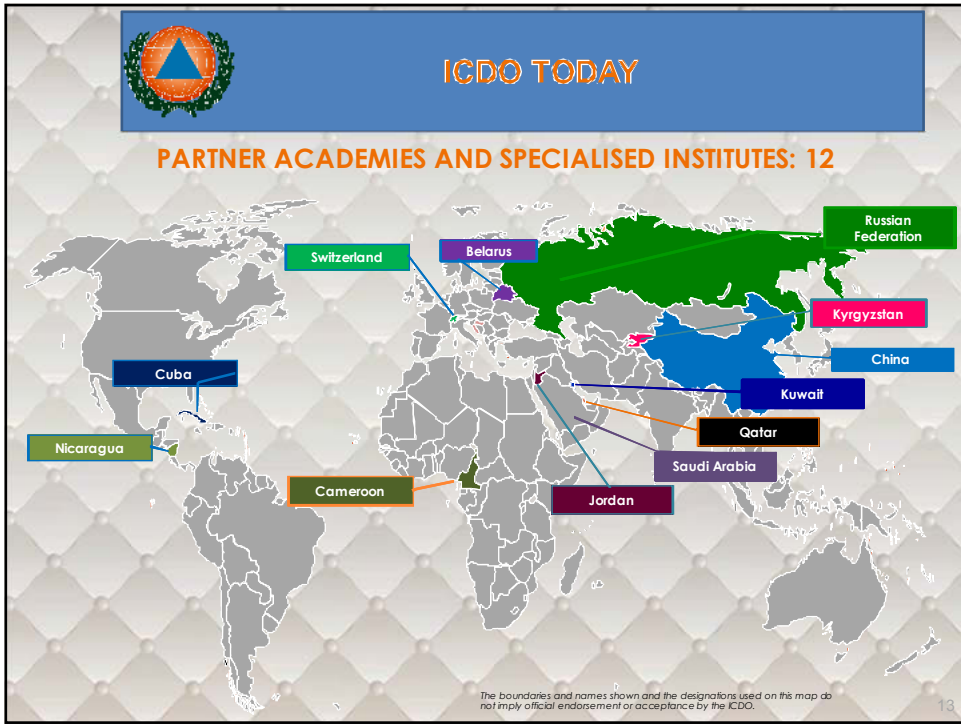 ICDO TODAY
PARTNER ACADEMIES AND SPECIALISED INSTITUTES: 12
Russian
Federation
Switzerland
Belarus
Kyrgyzstan
China
Cuba
Kuwait
Qatar
Nicaragua
Saudi Arabia
Cameroon
Jordan
The boundaries and names shown and the designations used on this map do
not imply official endorsement or acceptance by the ICDO.
13